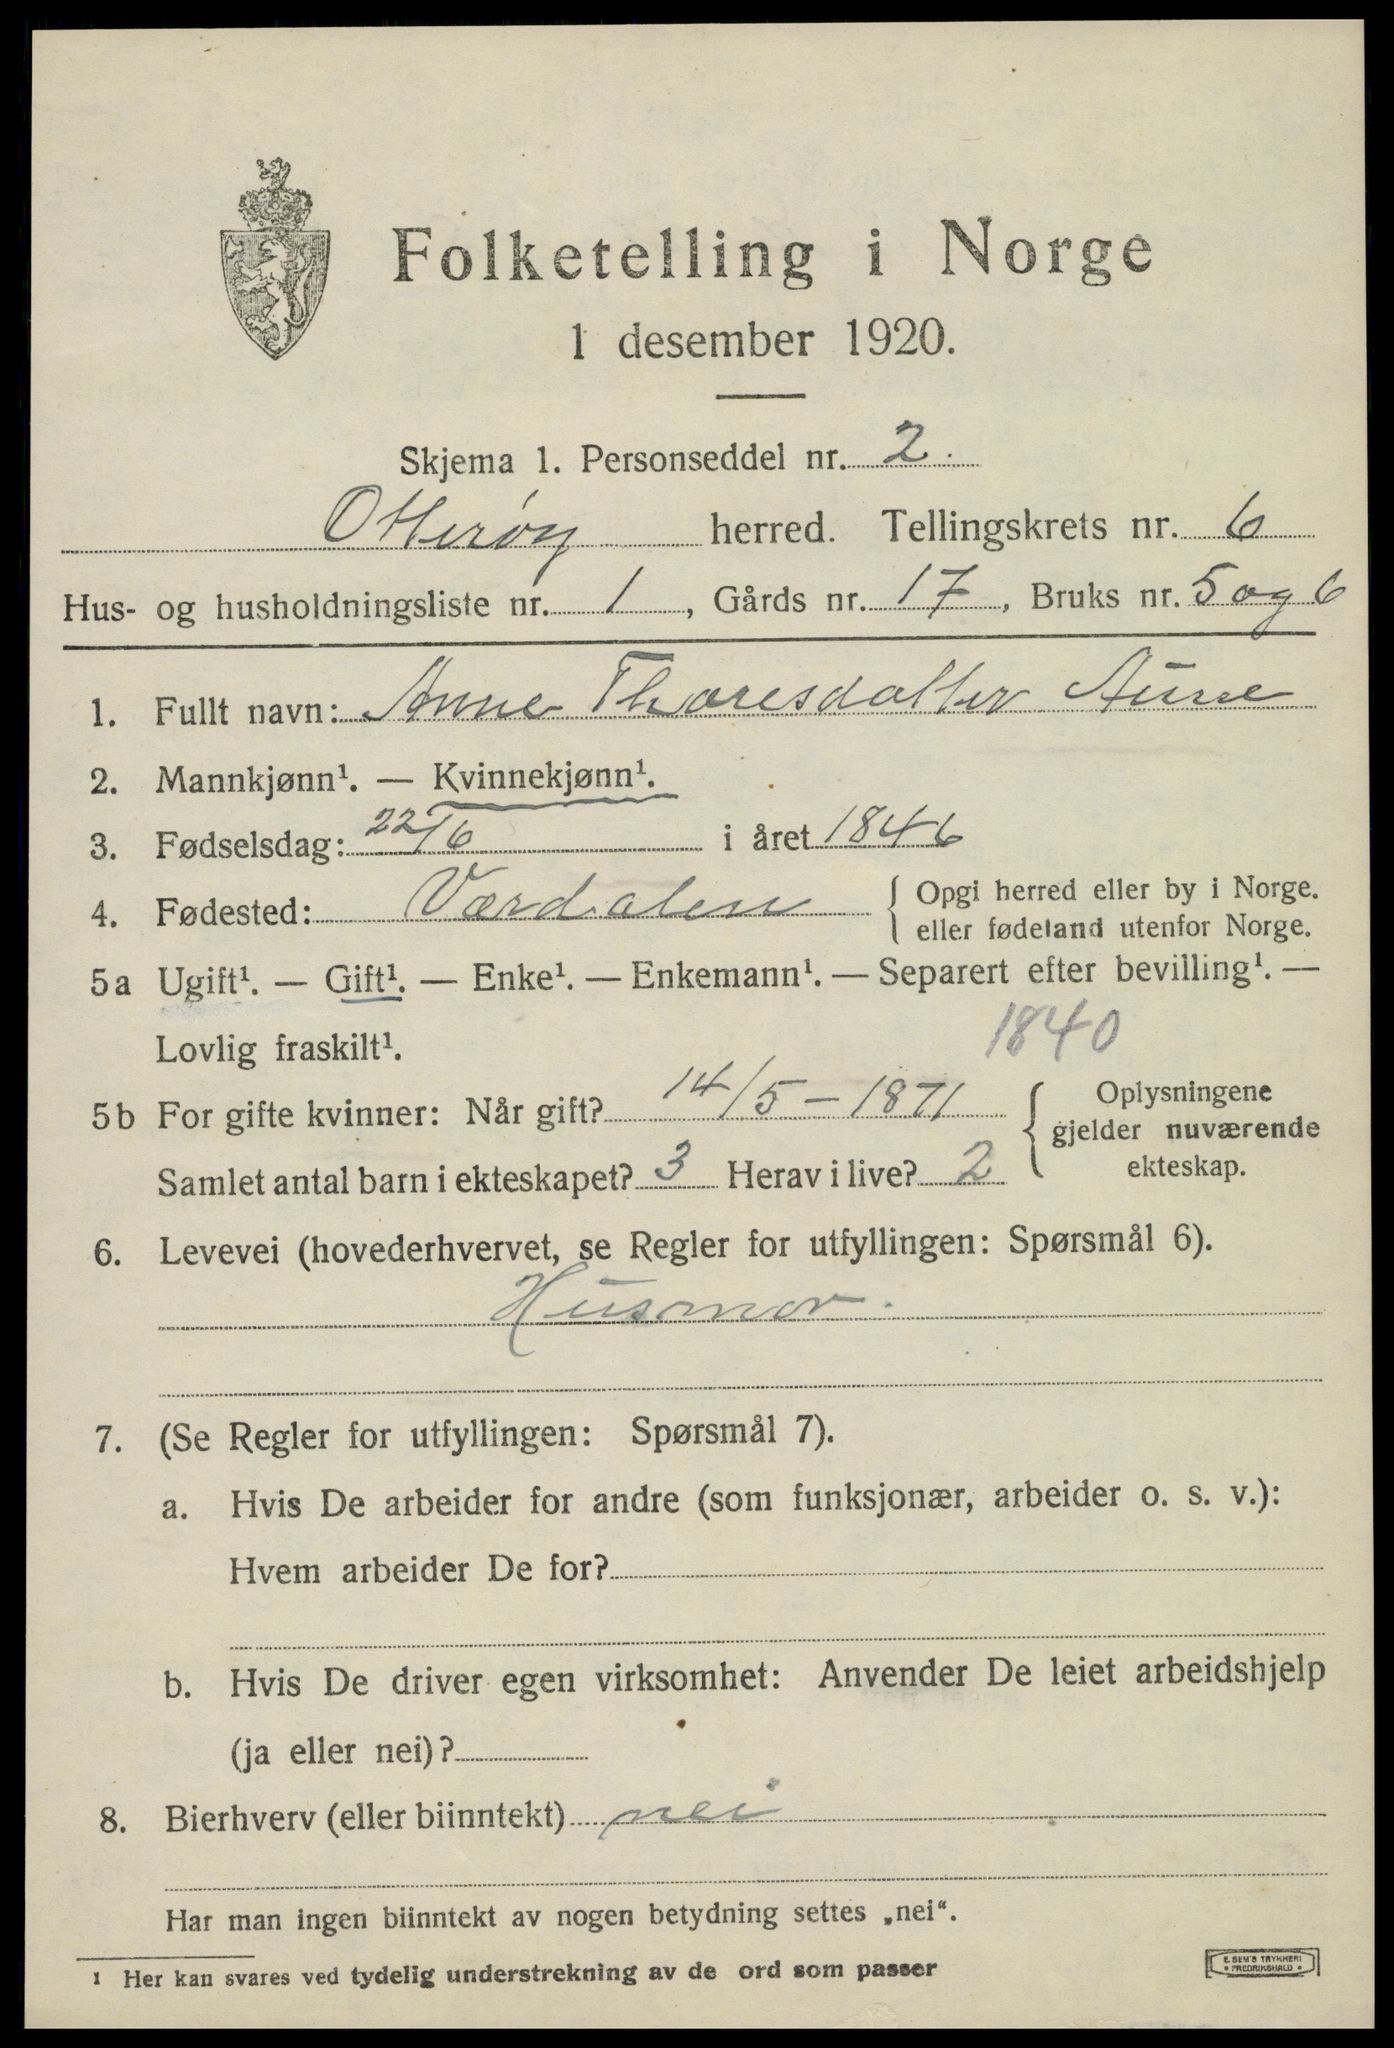 Folketelling i Norge
1 desember 1920.
Skjema 1. Personseddel nr. 2.
Otterøy herred. Tellingskrets nr. 6
Hus- og husholdningsliste nr. 1, Gårds nr. 17, Bruks nr. 5 og 6
1. Fullt navn: Anne Thoresdatter Aune
2. Mannkjønn¹. — Kvinnekjønn¹.
3. Fødselsdag: 22/6 i året 1846
4. Fødested: Værdalen { Opgi herred eller by i Norge.
eller fødeland utenfor Norge.
5a Ugift¹. — Gift¹. — Enke¹. — Enkemann¹. — Separert efter bevilling¹. —
Lovlig fraskilt¹. 1840
5b For gifte kvinner: Når gift? 14/5 – 1871 { Oplysningene
gjelder nuværende
Samlet antal barn i ekteskapet? 3 Herav i live? 2 ekteskap.
6. Levevei (hovederhvervet, se Regler for utfyllingen: Spørsmål 6).
Husmor.
7. (Se Regler for utfyllingen: Spørsmål 7).
a. Hvis De arbeider for andre (som funksjonær, arbeider o. s. v.):
Hvem arbeider De for?
b. Hvis De driver egen virksomhet: Anvender De leiet arbeidshjelp
(ja eller nei)?
8. Bierhverv (eller biinntekt) nei
Har man ingen biinntekt av nogen betydning settes „nei“.
¹ Her kan svares ved tydelig understrekning av de ord som passer
E. SEM'S TRYKKERI
FREDRIKSHALD